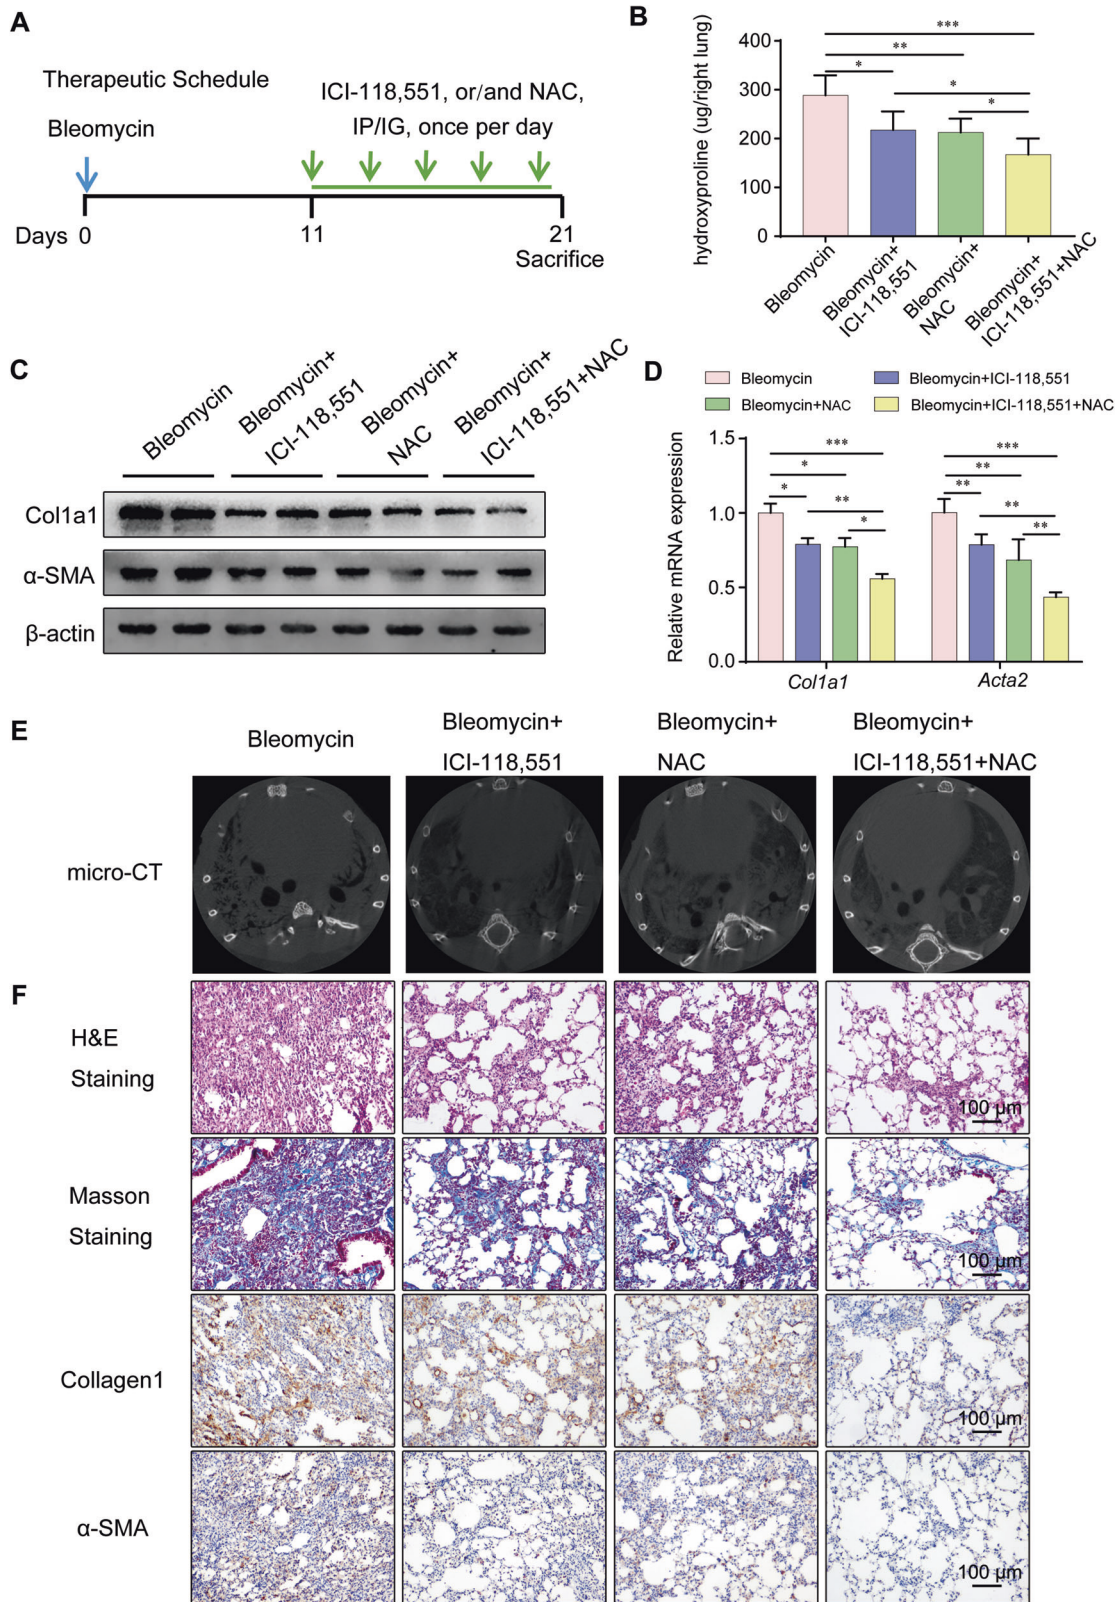 A
Therapeutic Schedule
Bleomycin
ICI-118,551, or/and NAC,
IP/IG, once per day
Days 0 11 21
Sacrifice
B
hydroxyproline (ug/right lung)
400
300
200
100
0
***
**
*
*
*
Bleomycin
Bleomycin+
ICI-118,551
Bleomycin+
NAC
Bleomycin+
ICI-118,551+NAC
C
Bleomycin
Bleomycin+
ICI-118,551
Bleomycin+
NAC
Bleomycin+
ICI-118,551+NAC
Col1a1
α-SMA
β-actin
D
Bleomycin
Bleomycin+ICI-118,551
Bleomycin+NAC
Bleomycin+ICI-118,551+NAC
Relative mRNA expression
1.5
1.0
0.5
0.0
***
*
*
**
*
***
**
**
**
**
Col1a1
Acta2
E
Bleomycin
Bleomycin+
ICI-118,551
Bleomycin+
NAC
Bleomycin+
ICI-118,551+NAC
micro-CT
F
H&E
Staining
100 μm
Masson
Staining
100 μm
Collagen1
100 μm
α-SMA
100 μm